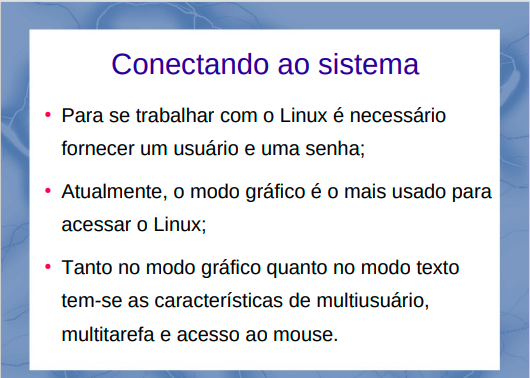 Conectando ao sistema
• Para se trabalhar com o Linux é necessário
fornecer um usuário e uma senha;
• Atualmente, o modo gráfico é o mais usado para
acessar o Linux;
• Tanto no modo gráfico quanto no modo texto
tem-se as características de multiusuário,
multitarefa e acesso ao mouse.